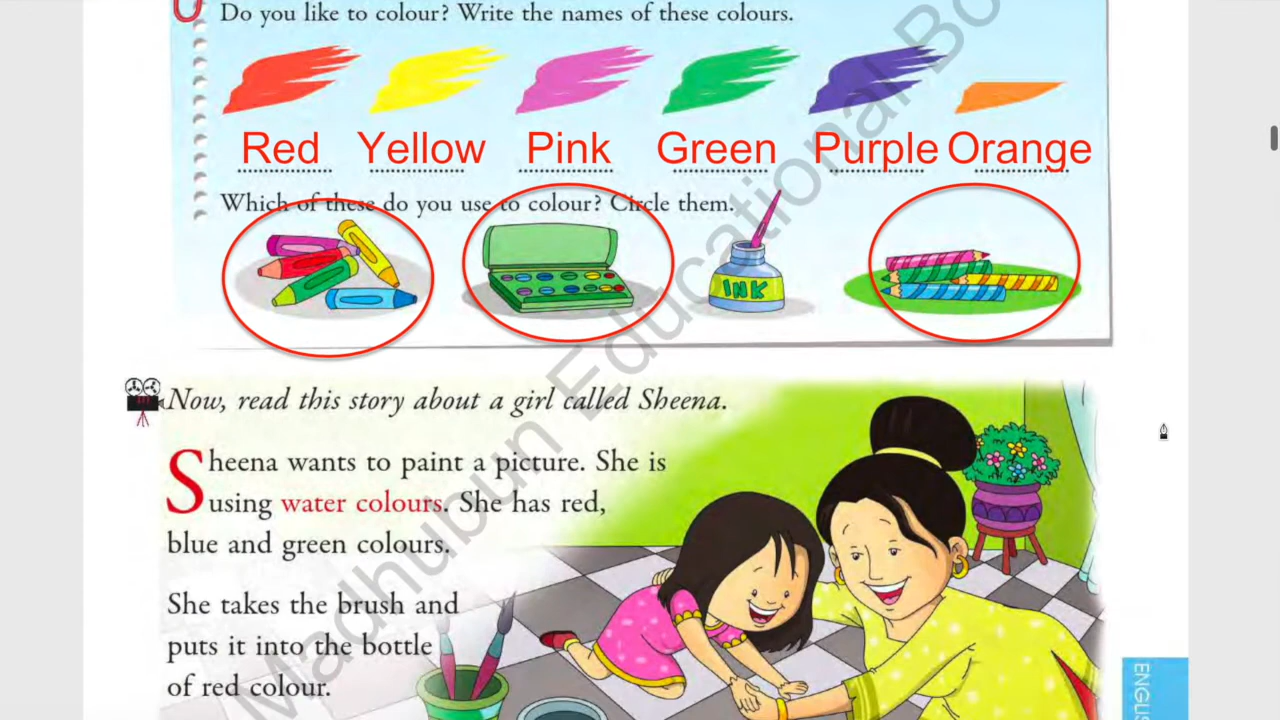 Do you like to colour? Write the names of these colours.
Red Yellow Pink Green Purple Orange
Which of these do you use to colour? Circle them.
INK
Now, read this story about a girl called Sheena.
Sheena wants to paint a picture. She is
using water colours. She has red,
blue and green colours.
She takes the brush and
puts it into the bottle
of red colour.
Madhubun Educational Bo
ENGLIS